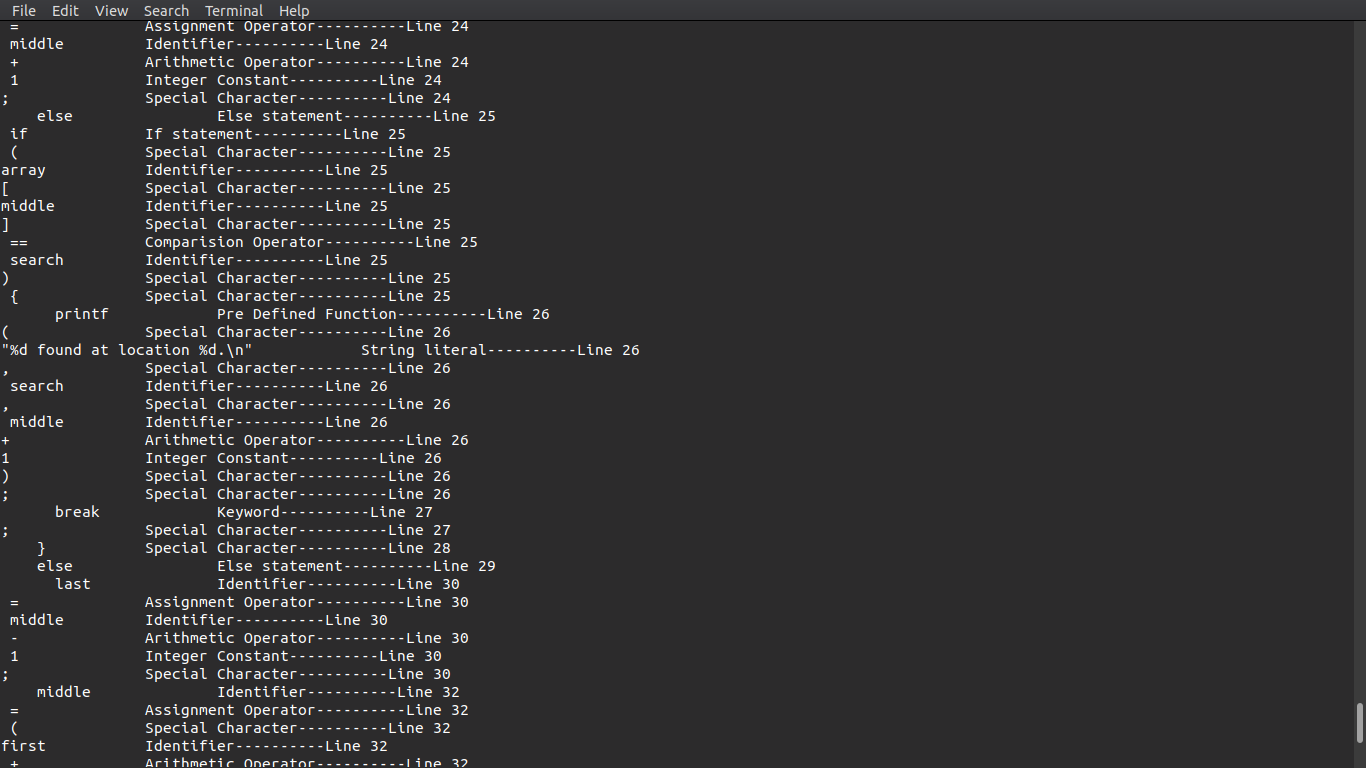 File Edit View Search Terminal Help
 =              Assignment Operator----------Line 24
 middle         Identifier----------Line 24
 +              Arithmetic Operator----------Line 24
 1              Integer Constant----------Line 24
;               Special Character----------Line 24
    else                Else statement----------Line 25
 if             If statement----------Line 25
 (              Special Character----------Line 25
array           Identifier----------Line 25
[               Special Character----------Line 25
middle          Identifier----------Line 25
]               Special Character----------Line 25
 ==             Comparision Operator----------Line 25
 search         Identifier----------Line 25
)               Special Character----------Line 25
 {              Special Character----------Line 25
      printf            Pre Defined Function----------Line 26
(               Special Character----------Line 26
"%d found at location %d.\n"            String literal----------Line 26
,               Special Character----------Line 26
 search         Identifier----------Line 26
,               Special Character----------Line 26
 middle         Identifier----------Line 26
+               Arithmetic Operator----------Line 26
1               Integer Constant----------Line 26
)               Special Character----------Line 26
;               Special Character----------Line 26
      break             Keyword----------Line 27
;               Special Character----------Line 27
    }           Special Character----------Line 28
    else                Else statement----------Line 29
      last              Identifier----------Line 30
 =              Assignment Operator----------Line 30
 middle         Identifier----------Line 30
 -              Arithmetic Operator----------Line 30
 1              Integer Constant----------Line 30
;               Special Character----------Line 30
    middle              Identifier----------Line 32
 =              Assignment Operator----------Line 32
 (              Special Character----------Line 32
first           Identifier----------Line 32
 +              Arithmetic Operator----------Line 32